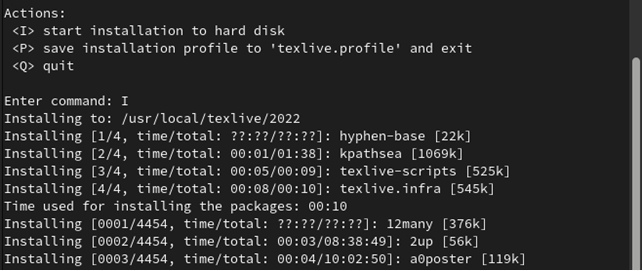 Actions:
<I> start installation to hard disk
<P> save installation profile to 'texlive.profile' and exit
<Q> quit
Enter command: I
Installing to: /usr/local/texlive/2022
Installing [1/4, time/total: ??:??/??:??]: hyphen-base [22k]
Installing [2/4, time/total: 00:01/01:38]: kpathsea [1069k]
Installing [3/4, time/total: 00:05/00:09]: texlive-scripts [525k]
Installing [4/4, time/total: 00:08/00:10]: texlive.infra [545k]
Time used for installing the packages: 00:10
Installing [0001/4454, time/total: ??:??/??:??]: 12many [376k]
Installing [0002/4454, time/total: 00:03/08:38:49]: 2up [56k]
Installing [0003/4454, time/total: 00:04/10:02:50]: a0poster [119k]